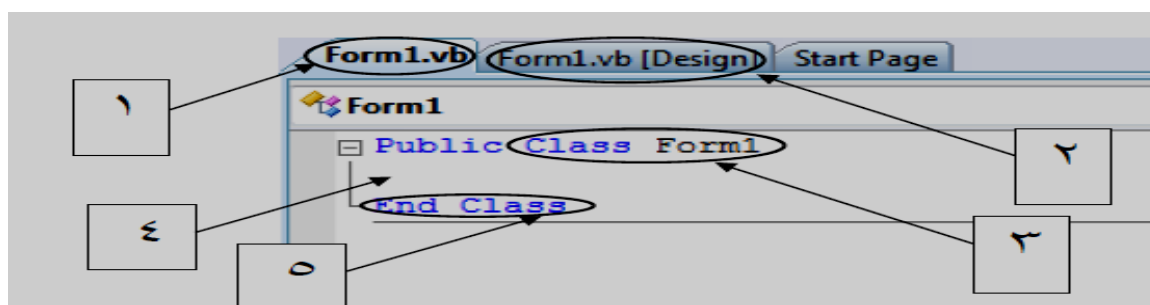 Form1.vb Form1.vb [Design] Start Page
١
Form1
Public Class Form1
٢
End Class
٤
٣
٥